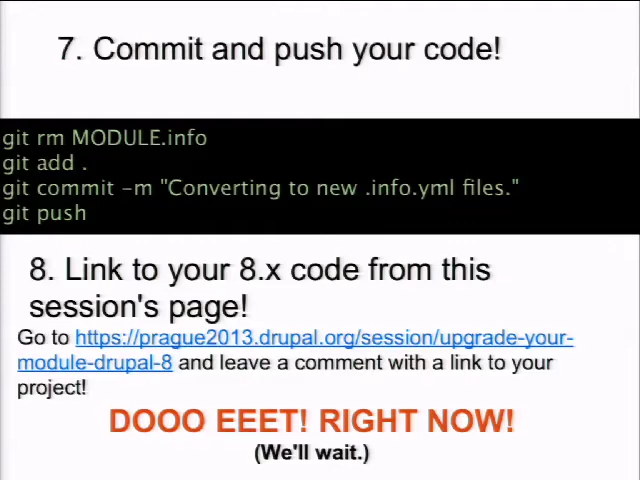 7. Commit and push your code!
git rm MODULE.info
git add .
git commit -m "Converting to new .info.yml files."
git push
8. Link to your 8.x code from this
session's page!
Go to https://prague2013.drupal.org/session/upgrade-your-
module-drupal-8 and leave a comment with a link to your
project!
DOOO EEET! RIGHT NOW!
(We'll wait.)